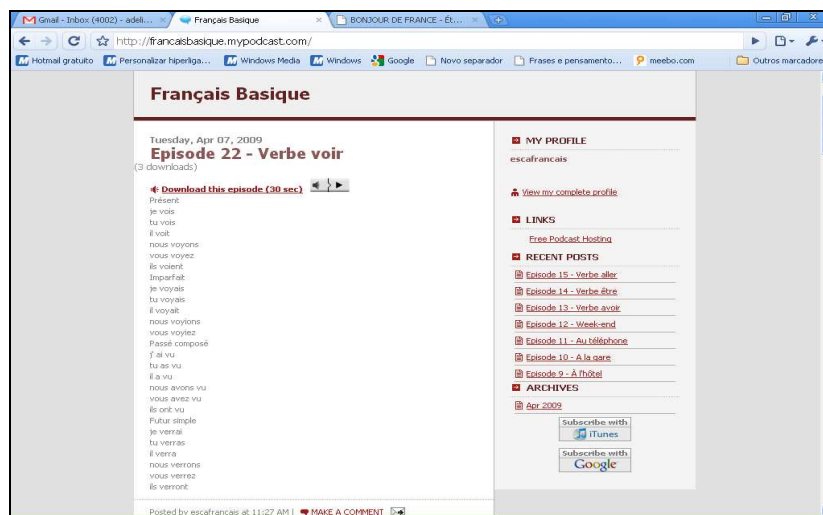 Gmail - Inbox (4002) - adeli...
Français Basique
BONJOUR DE FRANCE - Ét...
http://francaisbasique.mypodcast.com/
Hotmail gratuito
Personalizar hiperliga...
Windows Media
Windows
Google
Novo separador
Frases e pensamento...
meebo.com
Outros marcadore
Français Basique
Tuesday, Apr 07, 2009
Episode 22 - Verbe voir
(3 downloads)
Download this episode (30 sec)
Présent
je vois
tu vois
il voit
nous voyons
vous voyez
ils voient
Imparfait
je voyais
tu voyais
il voyait
nous voyions
vous voyiez
Passé composé
j' ai vu
tu as vu
il a vu
nous avons vu
vous avez vu
ils ont vu
Futur simple
je verrai
tu verras
il verra
nous verrons
vous verrez
ils verront
Posted by escafrancais at 11:27 AM |
MAKE A COMMENT
MY PROFILE
escafrancais
View my complete profile
LINKS
Free Podcast Hosting
RECENT POSTS
Episode 15 - Verbe aller
Episode 14 - Verbe être
Episode 13 - Verbe avoir
Episode 12 - Week-end
Episode 11 - Au téléphone
Episode 10 - A la gare
Episode 9 - À l'hôtel
ARCHIVES
Apr 2009
Subscribe with
iTunes
Subscribe with
Google